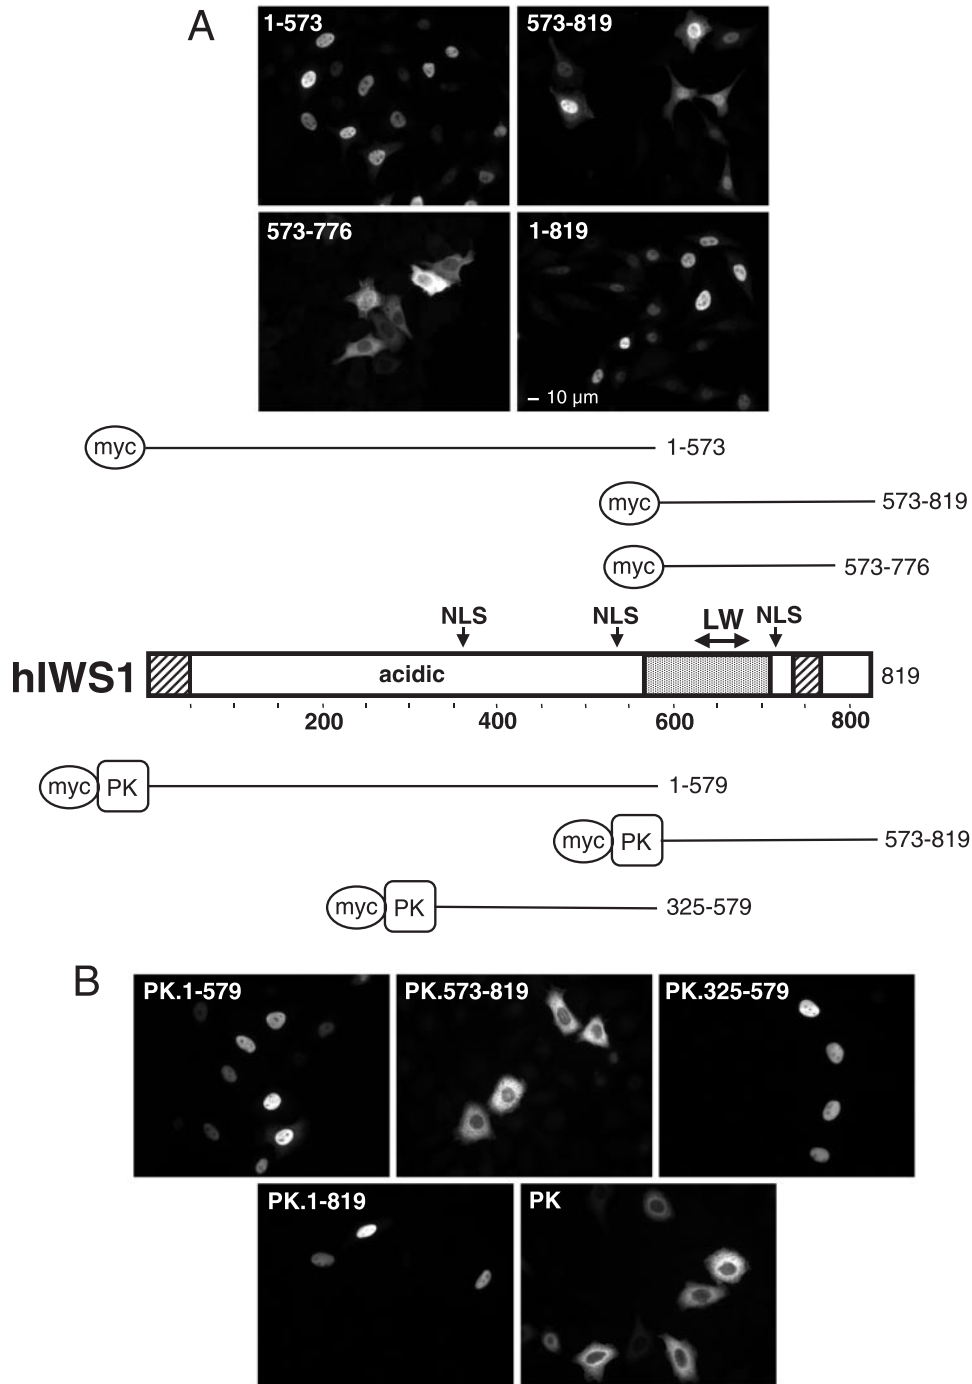 A
1-573
573-819
573-776
1-819
10 µm
myc
1-573
myc
573-819
myc
573-776
NLS
NLS
LW
NLS
hIWS1
acidic
819
200
400
600
800
myc
PK
1-579
myc
PK
573-819
myc
PK
325-579
B
PK.1-579
PK.573-819
PK.325-579
PK.1-819
PK